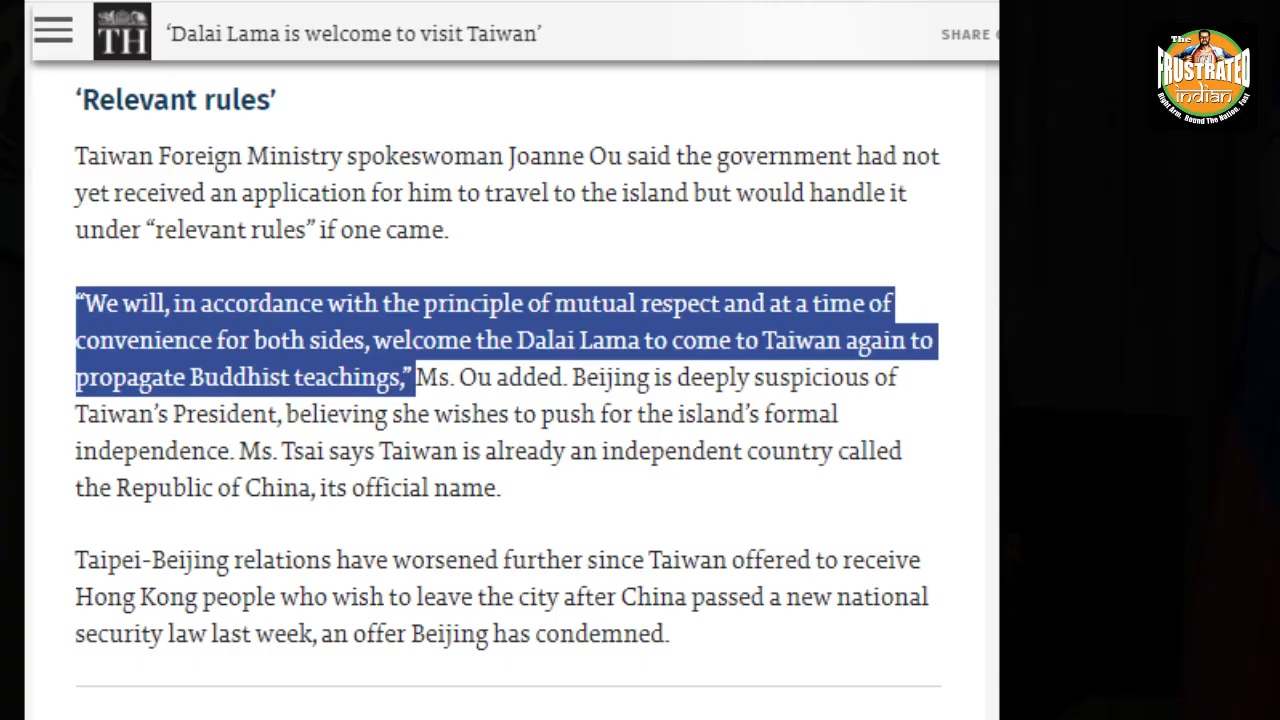 TH
‘Dalai Lama is welcome to visit Taiwan’
SHARE
The
FRUSTRATED
indian
Right Arm, Round The Nation, Fast
‘Relevant rules’
Taiwan Foreign Ministry spokeswoman Joanne Ou said the government had not
yet received an application for him to travel to the island but would handle it
under “relevant rules” if one came.
“We will, in accordance with the principle of mutual respect and at a time of
convenience for both sides, welcome the Dalai Lama to come to Taiwan again to
propagate Buddhist teachings,” Ms. Ou added. Beijing is deeply suspicious of
Taiwan’s President, believing she wishes to push for the island’s formal
independence. Ms. Tsai says Taiwan is already an independent country called
the Republic of China, its official name.
Taipei-Beijing relations have worsened further since Taiwan offered to receive
Hong Kong people who wish to leave the city after China passed a new national
security law last week, an offer Beijing has condemned.